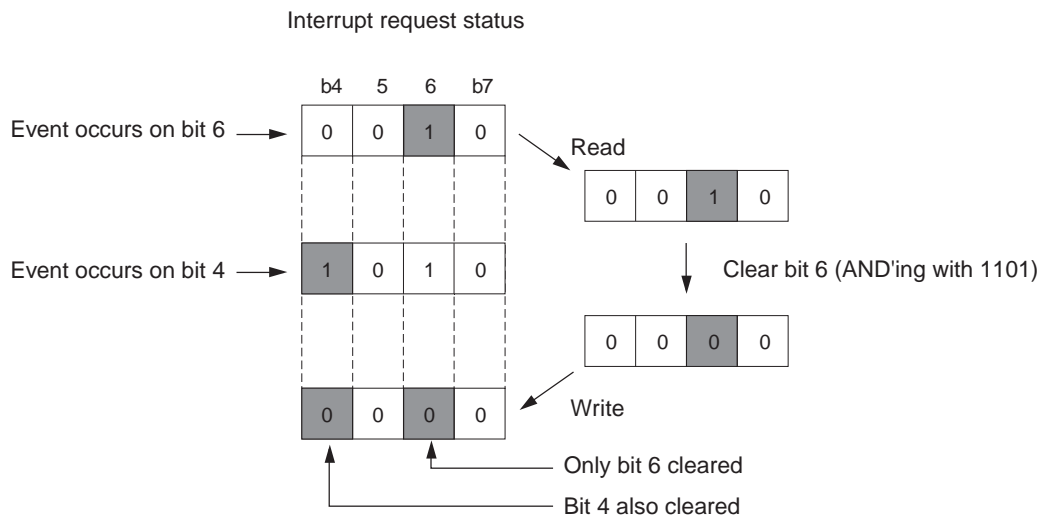 Interrupt request status
b4 5 6 b7
Event occurs on bit 6
0 0 1 0
Read
0 0 1 0
Event occurs on bit 4
1 0 1 0
Clear bit 6 (AND'ing with 1101)
0 0 0 0
0 0 0 0
Write
Only bit 6 cleared
Bit 4 also cleared